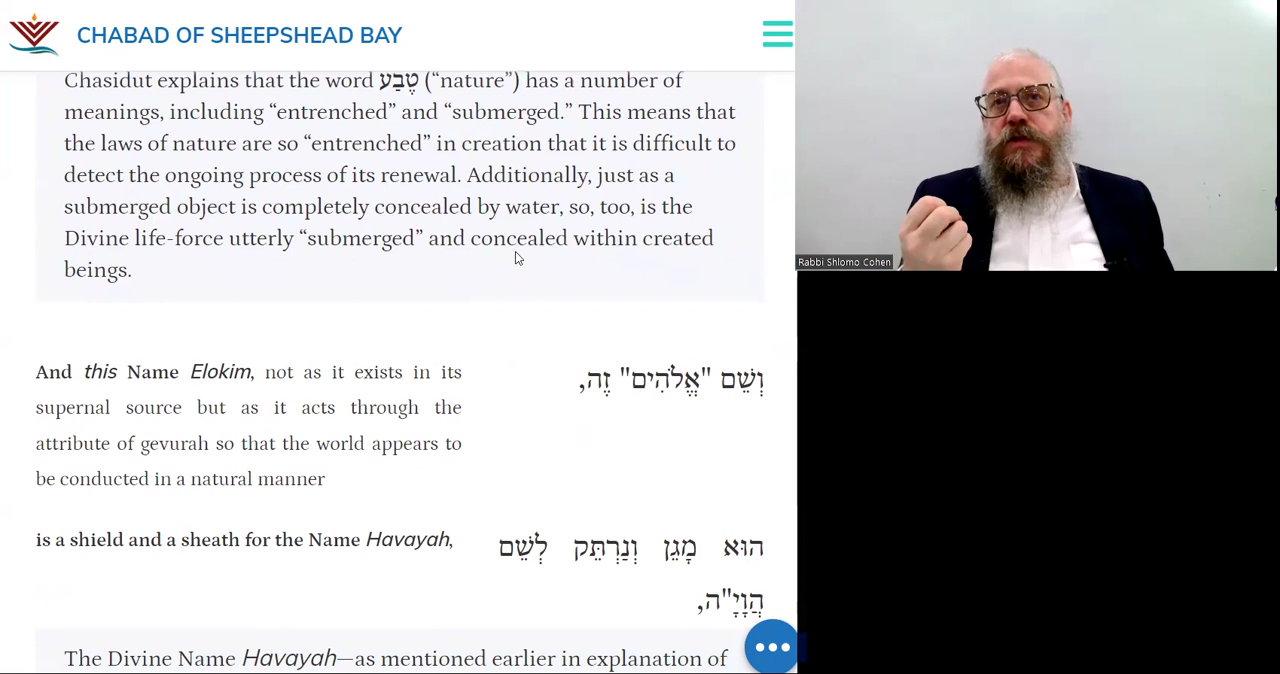 CHABAD OF SHEEPSHEAD BAY
Chasidut explains that the word טֶבַע (“nature”) has a number of
meanings, including “entrenched” and “submerged.” This means that
the laws of nature are so “entrenched” in creation that it is difficult to
detect the ongoing process of its renewal. Additionally, just as a
submerged object is completely concealed by water, so, too, is the
Divine life-force utterly “submerged” and concealed within created
beings.
And this Name Elokim, not as it exists in its
supernal source but as it acts through the
attribute of gevurah so that the world appears to
be conducted in a natural manner
וְשֵׁם "אֱלֹהִים" זֶה,
is a shield and a sheath for the Name Havayah,
הוּא מָגֵן וְנַרְתֵּק לְשֵׁם
הֲוָיָ"ה,
The Divine Name Havayah—as mentioned earlier in explanation of
Rabbi Shlomo Cohen